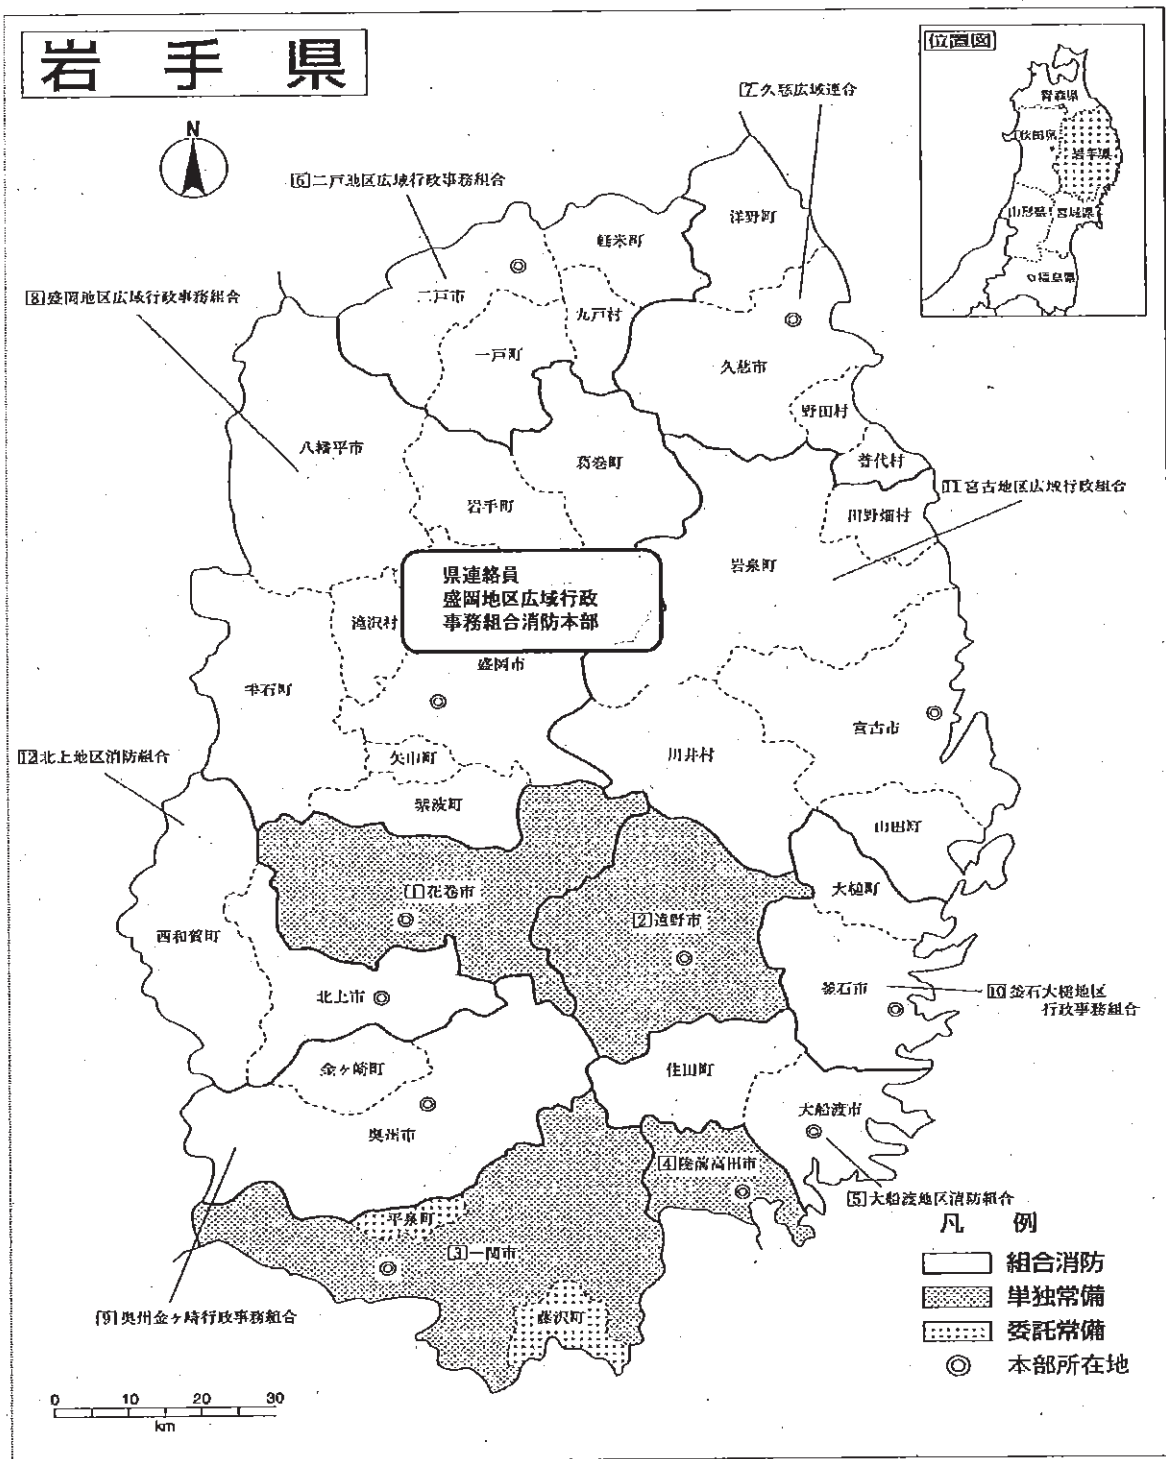 岩手県
位置図
青森県
秋田県
岩手県
山形県
宮城県
福島県
N
[7]久慈広域連合
[6]二戸地区広域行政事務組合
[8]盛岡地区広域行政事務組合
洋野町
軽米町
二戸市
九戸村
一戸町
久慈市
野田村
八幡平市
葛巻町
普代村
[11]宮古地区広域行政組合
岩手町
田野畑村
岩泉町
県連絡員
盛岡地区広域行政
事務組合消防本部
滝沢村
盛岡市
雫石町
宮古市
[12]北上地区消防組合
矢巾町
川井村
紫波町
山田町
[1]花巻市
大槌町
[2]遠野市
西和賀町
北上市
釜石市
[10]釜石大槌地区
行政事務組合
金ヶ崎町
住田町
大船渡市
奥州市
[4]陸前高田市
[5]大船渡地区消防組合
平泉町
[3]一関市
[9]奥州金ヶ崎行政事務組合
藤沢町
凡例
組合消防
単独常備
委託常備
本部所在地
0 10 20 30
km